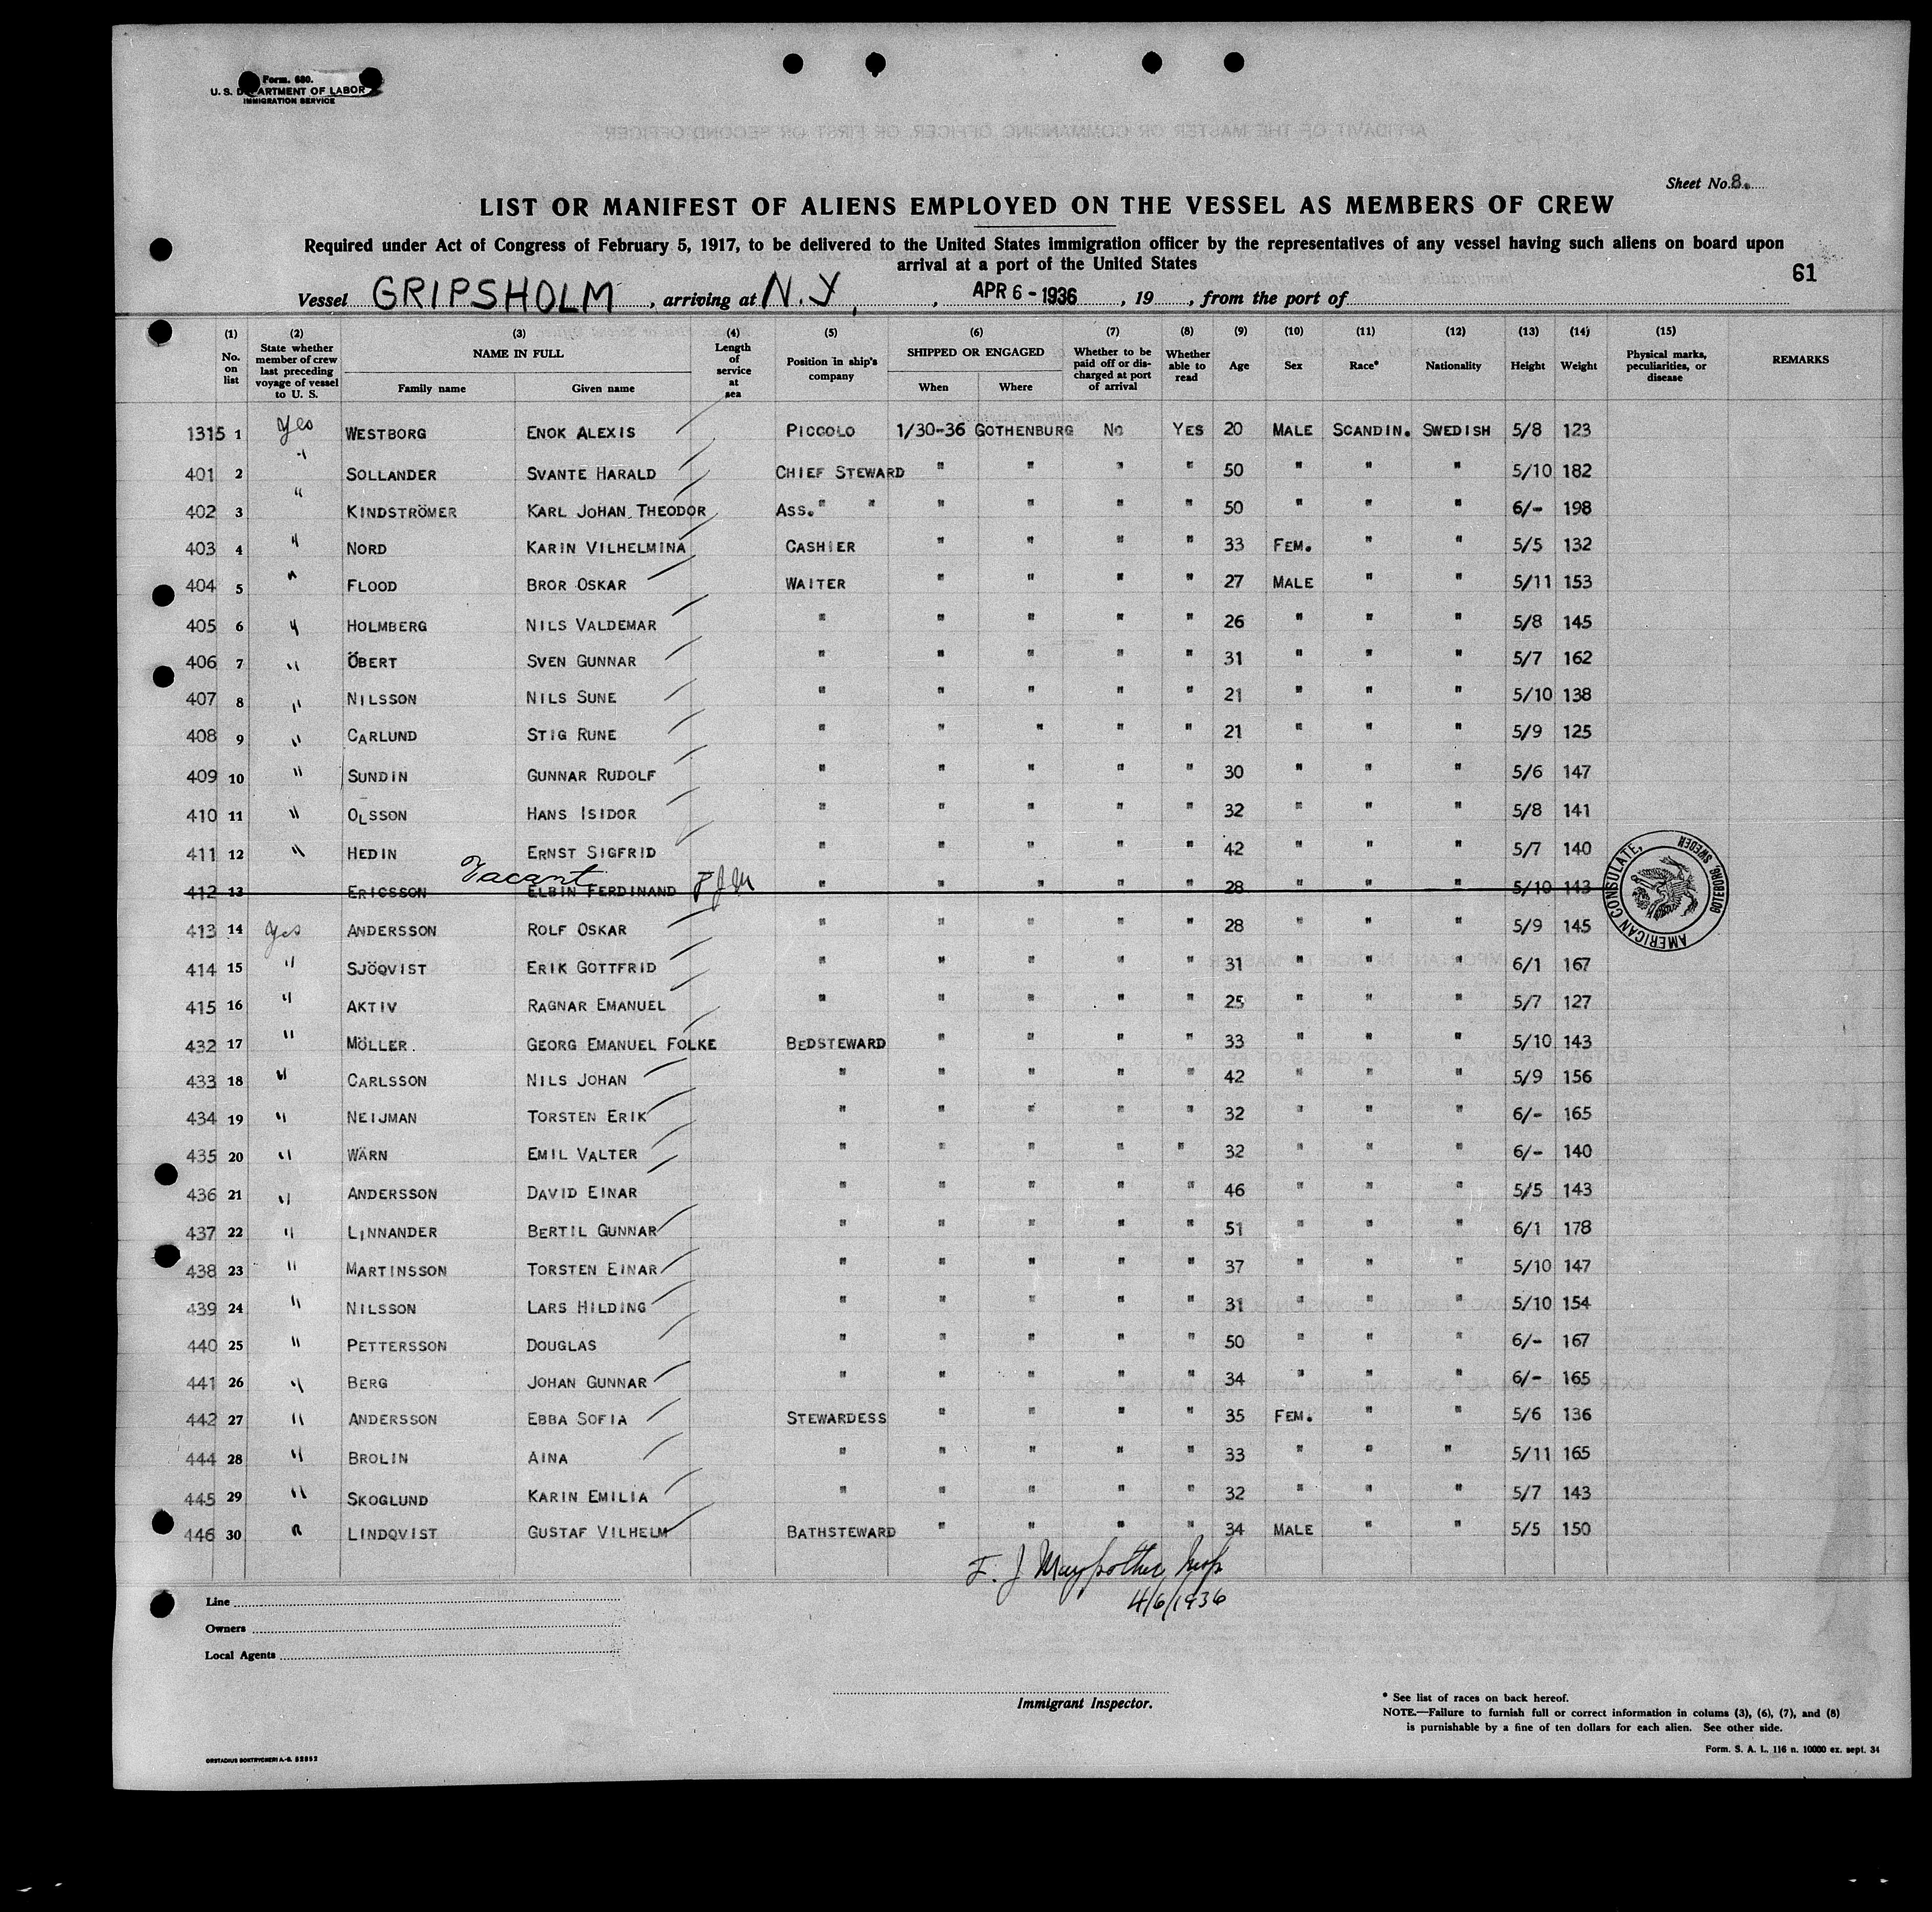 Form. 680.
U. S. DEPARTMENT OF LABOR
IMMIGRATION SERVICE
Sheet No. 8.
LIST OR MANIFEST OF ALIENS EMPLOYED ON THE VESSEL AS MEMBERS OF CREW
Required under Act of Congress of February 5, 1917, to be delivered to the United States immigration officer by the representatives of any vessel having such aliens on board upon
arrival at a port of the United States
61
Vessel GRIPSHOLM, arriving at N.Y., APR 6 - 1936, 19 , from the port of
(1) No. on list (2) State whether member of crew last preceding voyage of vessel to U. S. (3) NAME IN FULL Family name Given name (4) Length of service at sea (5) Position in ship's company (6) SHIPPED OR ENGAGED When Where (7) Whether to be paid off or discharged at port of arrival (8) Whether able to read (9) Age (10) Sex (11) Race* (12) Nationality (13) Height (14) Weight (15) Physical marks, peculiarities, or disease REMARKS
1315 1 Yes WESTBORG ENOK ALEXIS PICCOLO 1/30-36 GOTHENBURG NO YES 20 MALE SCANDIN. SWEDISH 5/8 123
401 2 " SOLLANDER SVANTE HARALD CHIEF STEWARD " " " " 50 " " " 5/10 182
402 3 " KINDSTRÖMER KARL JOHAN THEODOR ASS. " " " " " " 50 " " " 6/- 198
403 4 " NORD KARIN VILHELMINA CASHIER " " " " 33 FEM. " " 5/5 132
404 5 " FLOOD BROR OSKAR WAITER " " " " 27 MALE " " 5/11 153
405 6 " HOLMBERG NILS VALDEMAR " " " " " 26 " " " 5/8 145
406 7 " ÖBERT SVEN GUNNAR " " " " " 31 " " " 5/7 162
407 8 " NILSSON NILS SUNE " " " " " 21 " " " 5/10 138
408 9 " CARLUND STIG RUNE " " " " " 21 " " " 5/9 125
409 10 " SUNDIN GUNNAR RUDOLF " " " " " 30 " " " 5/6 147
410 11 " OLSSON HANS ISIDOR " " " " " 32 " " " 5/8 141
411 12 " HEDIN ERNST SIGFRID " " " " " 42 " " " 5/7 140
Vacant FJM
412 13 ERICSSON ELBIN FERDINAND " " " " " 28 " " " 5/10 143
AMERICAN CONSULATE, GOTEBORG, SWEDEN
413 14 Yes ANDERSSON ROLF OSKAR " " " " " 28 " " " 5/9 145
414 15 " SJÖQVIST ERIK GOTTFRID " " " " " 31 " " " 6/1 167
415 16 " AKTIV RAGNAR EMANUEL " " " " " 25 " " " 5/7 127
432 17 " MÖLLER GEORG EMANUEL FOLKE BEDSTEWARD " " " " 33 " " " 5/10 143
433 18 " CARLSSON NILS JOHAN " " " " " 42 " " " 5/9 156
434 19 " NEIJMAN TORSTEN ERIK " " " " " 32 " " " 6/- 165
435 20 " WÄRN EMIL VALTER " " " " " 32 " " " 6/- 140
436 21 " ANDERSSON DAVID EINAR " " " " " 46 " " " 5/5 143
437 22 " LINNANDER BERTIL GUNNAR " " " " " 51 " " " 6/1 178
438 23 " MARTINSSON TORSTEN EINAR " " " " " 37 " " " 5/10 147
439 24 " NILSSON LARS HILDING " " " " " 31 " " " 5/10 154
440 25 " PETTERSSON DOUGLAS " " " " " 50 " " " 6/- 167
441 26 " BERG JOHAN GUNNAR " " " " " 34 " " " 6/- 165
442 27 " ANDERSSON EBBA SOFIA STEWARDESS " " " " 35 FEM. " " 5/6 136
444 28 " BROLIN AINA " " " " " 33 " " " 5/11 165
445 29 " SKOGLUND KARIN EMILIA " " " " " 32 " " " 5/7 143
446 30 " LINDQVIST GUSTAF VILHELM BATHSTEWARD " " " " 34 MALE " " 5/5 150
F. J. Insp
4/6/1936
Line
Owners
Local Agents
Immigrant Inspector.
* See list of races on back hereof.
NOTE.—Failure to furnish full or correct information in colums (3), (6), (7), and (8)
is purnishable by a fine of ten dollars for each alien. See other side.
Form. S. A. L. 116 n. 10000 ex. sept. 34